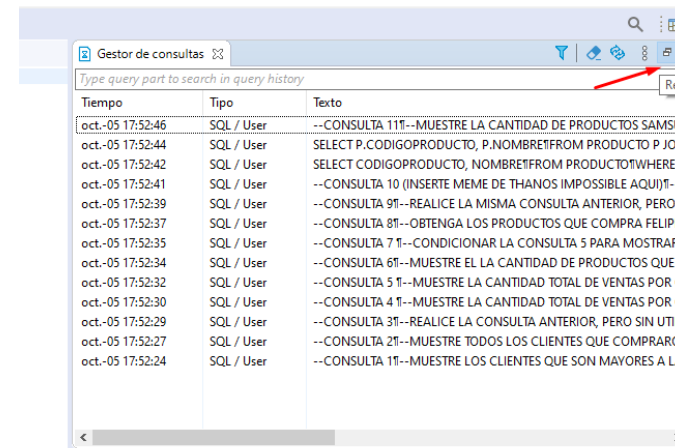 Gestor de consultas
Type query part to search in query history
Tiempo Tipo Texto
oct.-05 17:52:46 SQL / User --CONSULTA 11¶--MUESTRE LA CANTIDAD DE PRODUCTOS SAMSU
oct.-05 17:52:44 SQL / User SELECT P.CODIGOPRODUCTO, P.NOMBRE¶FROM PRODUCTO P JO
oct.-05 17:52:42 SQL / User SELECT CODIGOPRODUCTO, NOMBRE¶FROM PRODUCTO¶WHERE
oct.-05 17:52:41 SQL / User --CONSULTA 10 (INSERTE MEME DE THANOS IMPOSSIBLE AQUI)¶-
oct.-05 17:52:39 SQL / User --CONSULTA 9¶--REALICE LA MISMA CONSULTA ANTERIOR, PERO
oct.-05 17:52:37 SQL / User --CONSULTA 8¶--OBTENGA LOS PRODUCTOS QUE COMPRA FELIP
oct.-05 17:52:35 SQL / User --CONSULTA 7 ¶--CONDICIONAR LA CONSULTA 5 PARA MOSTRAR
oct.-05 17:52:34 SQL / User --CONSULTA 6¶--MUESTRE EL LA CANTIDAD DE PRODUCTOS QUE
oct.-05 17:52:32 SQL / User --CONSULTA 5 ¶--MUESTRE LA CANTIDAD TOTAL DE VENTAS POR
oct.-05 17:52:30 SQL / User --CONSULTA 4 ¶--MUESTRE LA CANTIDAD TOTAL DE VENTAS POR
oct.-05 17:52:29 SQL / User --CONSULTA 3¶--REALICE LA CONSULTA ANTERIOR, PERO SIN UTI
oct.-05 17:52:27 SQL / User --CONSULTA 2¶--MUESTRE TODOS LOS CLIENTES QUE COMPRARO
oct.-05 17:52:24 SQL / User --CONSULTA 1¶--MUESTRE LOS CLIENTES QUE SON MAYORES A L